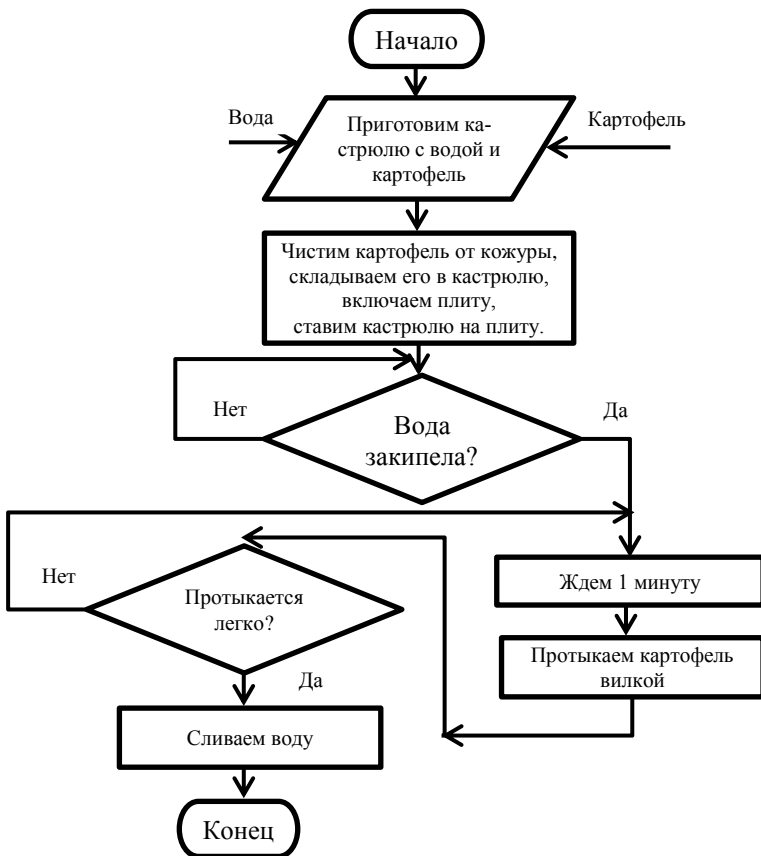 Начало
Вода
Картофель
Приготовим ка-
стрюлю с водой и
картофель
Чистим картофель от кожуры,
складываем его в кастрюлю,
включаем плиту,
ставим кастрюлю на плиту.
Нет
Да
Вода
закипела?
Нет
Протыкается
легко?
Ждем 1 минуту
Протыкаем картофель
вилкой
Да
Сливаем воду
Конец